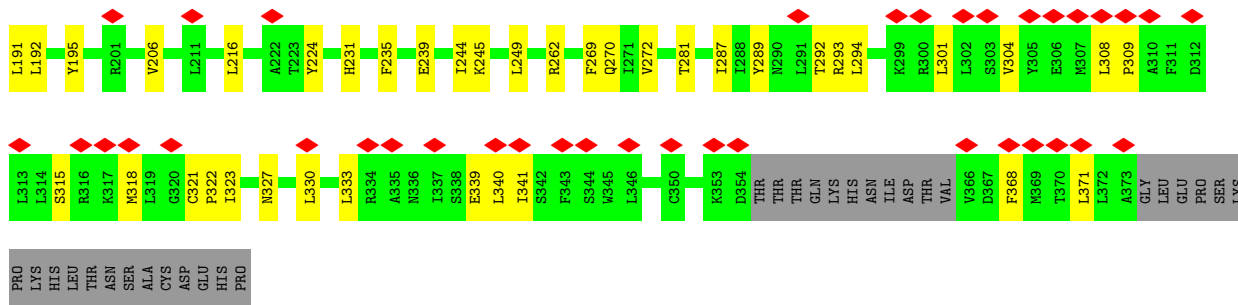 L191 L192 Y195 R201 V206 L211 L216 A222 T223 Y224 H231 F235 E239 I244 K245 L249 R262 F269 Q270 I271 V272 T281 I287 I288 Y289 N290 L291 T292 R293 L294 K299 R300 L301 L302 S303 V304 Y305 E306 M307 L308 P309 A310 F311 D312
L313 L314 S315 R316 K317 M318 L319 G320 C321 P322 I323 N327 L330 L333 R334 A335 N336 I337 S338 E339 L340 I341 S342 F343 S344 W345 L346 C350 K353 D354 THR THR THR GLN LYS HIS ASN ILE ASP THR VAL V366 D367 F368 M369 T370 L371 L372 A373 GLY LEU GLU PRO SER LYS
PRO LYS HIS LEU THR ASN SER ALA CYS ASP GLU HIS PRO